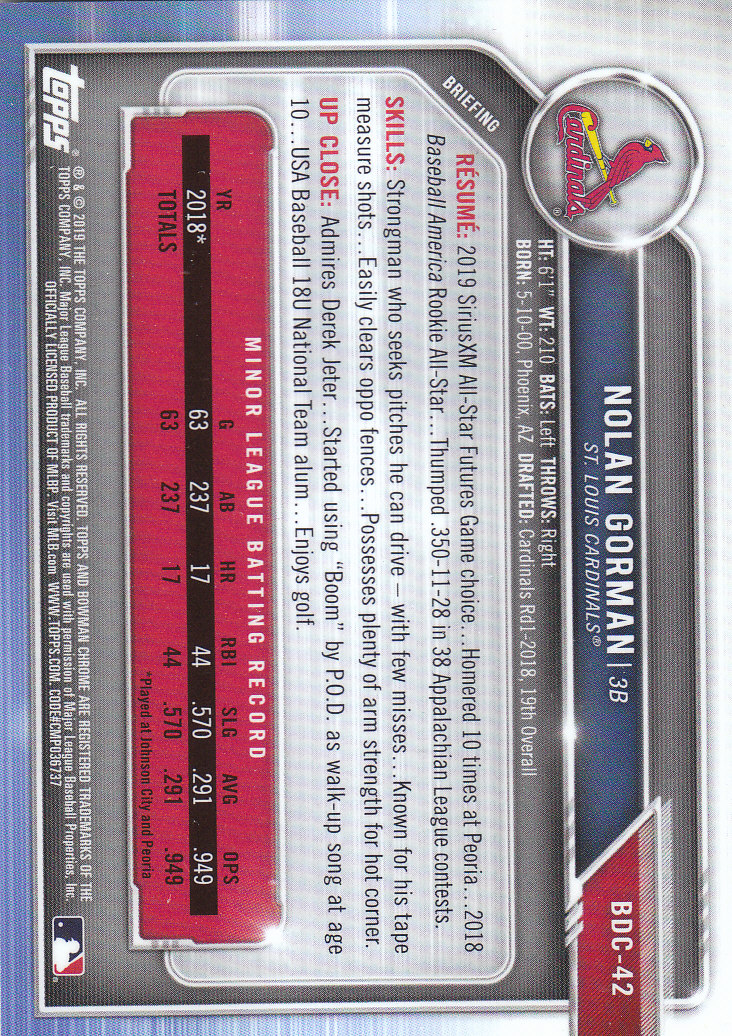 BDC-42
NOLAN GORMAN | 3B
ST. LOUIS CARDINALS®
Cardinals
®
HT: 6'1" WT: 210 BATS: Left THROWS: Right
BORN: 5-10-00, Phoenix, AZ DRAFTED: Cardinals Rd1-2018, 19th Overall
BRIEFING
RÉSUMÉ: 2019 SiriusXM All-Star Futures Game choice...Homered 10 times at Peoria...2018
Baseball America Rookie All-Star...Thumped .350-11-28 in 38 Appalachian League contests.
SKILLS: Strongman who seeks pitches he can drive – with few misses...Known for his tape
measure shots...Easily clears oppo fences...Possesses plenty of arm strength for hot corner.
UP CLOSE: Admires Derek Jeter...Started using "Boom" by P.O.D. as walk-up song at age
10...USA Baseball 18U National Team alum...Enjoys golf.
MINOR LEAGUE BATTING RECORD
YR G AB HR RBI SLG AVG OPS
2018* 63 237 17 44 .570 .291 .949
TOTALS 63 237 17 44 .570 .291 .949
*Played at Johnson City and Peoria
Topps®
® & © 2019 THE TOPPS COMPANY, INC. ALL RIGHTS RESERVED. TOPPS AND BOWMAN CHROME ARE REGISTERED TRADEMARKS OF THE
TOPPS COMPANY, INC. Major League Baseball trademarks and copyrights are used with permission of Major League Baseball Properties, Inc.
OFFICIALLY LICENSED PRODUCT OF MLBP. Visit MLB.com WWW.TOPPS.COM. CODE#CMP036737
®